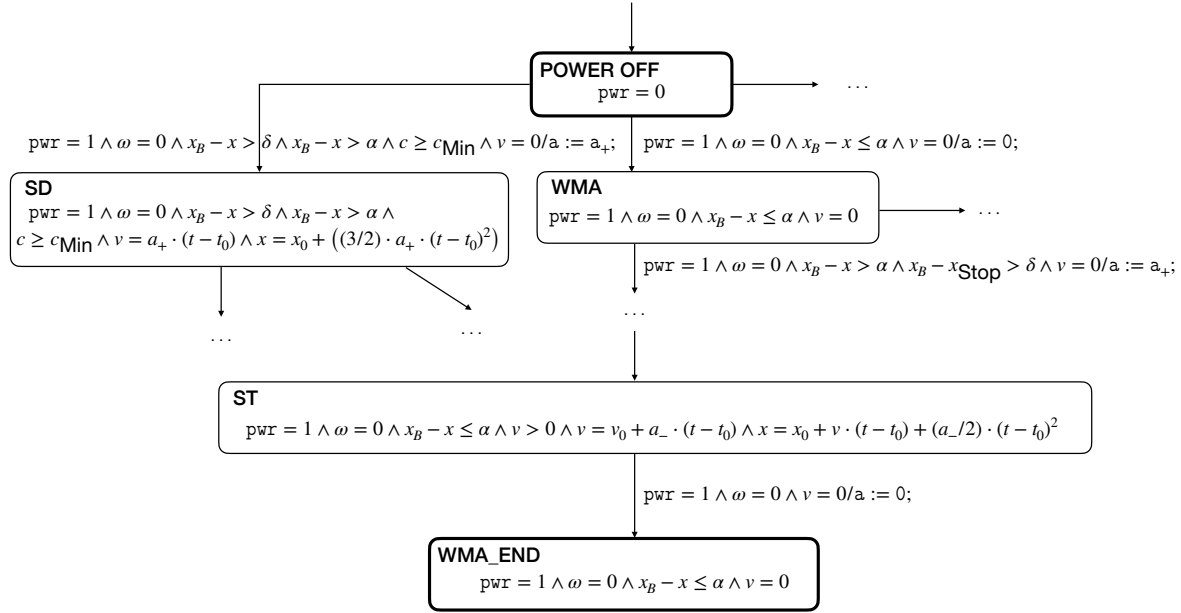 POWER OFF
pwr = 0
...
pwr = 1 ∧ ω = 0 ∧ x_B − x > δ ∧ x_B − x > α ∧ c ≥ c_Min ∧ v = 0/a := a_+;
pwr = 1 ∧ ω = 0 ∧ x_B − x ≤ α ∧ v = 0/a := 0;
SD
pwr = 1 ∧ ω = 0 ∧ x_B − x > δ ∧ x_B − x > α ∧
c ≥ c_Min ∧ v = a_+ · (t − t_0) ∧ x = x_0 + ((3/2) · a_+ · (t − t_0)^2)
WMA
pwr = 1 ∧ ω = 0 ∧ x_B − x ≤ α ∧ v = 0
...
pwr = 1 ∧ ω = 0 ∧ x_B − x > α ∧ x_B − x_Stop > δ ∧ v = 0/a := a_+;
...
...
...
ST
pwr = 1 ∧ ω = 0 ∧ x_B − x ≤ α ∧ v > 0 ∧ v = v_0 + a_− · (t − t_0) ∧ x = x_0 + v · (t − t_0) + (a_−/2) · (t − t_0)^2
pwr = 1 ∧ ω = 0 ∧ v = 0/a := 0;
WMA_END
pwr = 1 ∧ ω = 0 ∧ x_B − x ≤ α ∧ v = 0